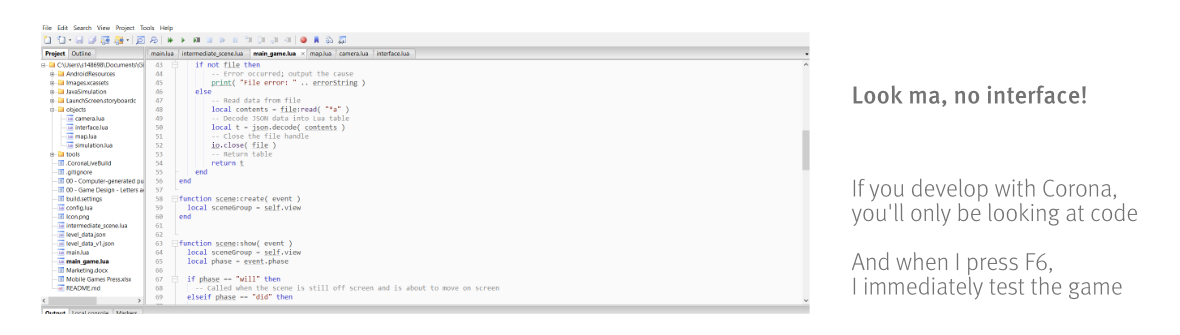 File Edit Search View Project Tools Help
Project Outline
main.lua intermediate_scene.lua main_game.lua × map.lua camera.lua interface.lua
C:\Users\s148698\Documents\Gi
AndroidResources
Images.xcassets
JavaSimulation
LaunchScreen.storyboardc
objects
camera.lua
interface.lua
map.lua
simulation.lua
tools
.CoronaLiveBuild
.gitignore
00 - Computer-generated pu
00 - Game Design - Letters a
build.settings
config.lua
Icon.png
intermediate_scene.lua
level_data.json
level_data_v1.json
main.lua
main_game.lua
Marketing.docx
Mobile Games Press.xlsx
README.md
43 if not file then
44 -- Error occurred; output the cause
45 print( "File error: " .. errorString )
46 else
47 -- Read data from file
48 local contents = file:read( "*a" )
49 -- Decode JSON data into Lua table
50 local t = json.decode( contents )
51 -- Close the file handle
52 io.close( file )
53 -- Return table
54 return t
55 end
56 end
57
58 function scene:create( event )
59 local sceneGroup = self.view
60 end
61
62
63 function scene:show( event )
64 local sceneGroup = self.view
65 local phase = event.phase
66
67 if phase == "will" then
68 -- Called when the scene is still off screen and is about to move on screen
69 elseif phase == "did" then
Output Local console Markers
Look ma, no interface!
If you develop with Corona,
you'll only be looking at code
And when I press F6,
I immediately test the game